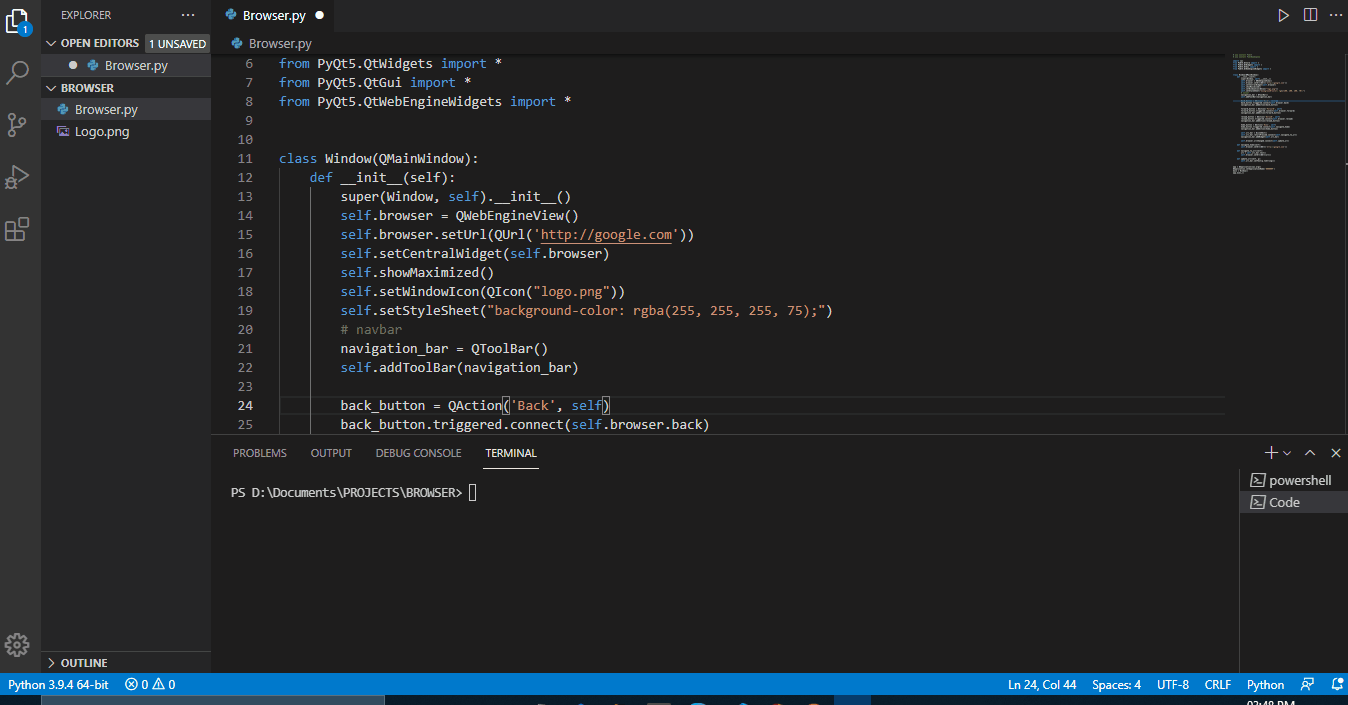 EXPLORER
Browser.py
1
OPEN EDITORS
1 UNSAVED
Browser.py
Browser.py
BROWSER
Browser.py
Logo.png
6 from PyQt5.QtWidgets import *
7 from PyQt5.QtGui import *
8 from PyQt5.QtWebEngineWidgets import *
9
10
11 class Window(QMainWindow):
12 def __init__(self):
13 super(Window, self).__init__()
14 self.browser = QWebEngineView()
15 self.browser.setUrl(QUrl('http://google.com'))
16 self.setCentralWidget(self.browser)
17 self.showMaximized()
18 self.setWindowIcon(QIcon("logo.png"))
19 self.setStyleSheet("background-color: rgba(255, 255, 255, 75);")
20 # navbar
21 navigation_bar = QToolBar()
22 self.addToolBar(navigation_bar)
23
24 back_button = QAction('Back', self)
25 back_button.triggered.connect(self.browser.back)
PROBLEMS OUTPUT DEBUG CONSOLE TERMINAL
PS D:\Documents\PROJECTS\BROWSER>
powershell
Code
OUTLINE
Python 3.9.4 64-bit 0 0 Ln 24, Col 44 Spaces: 4 UTF-8 CRLF Python